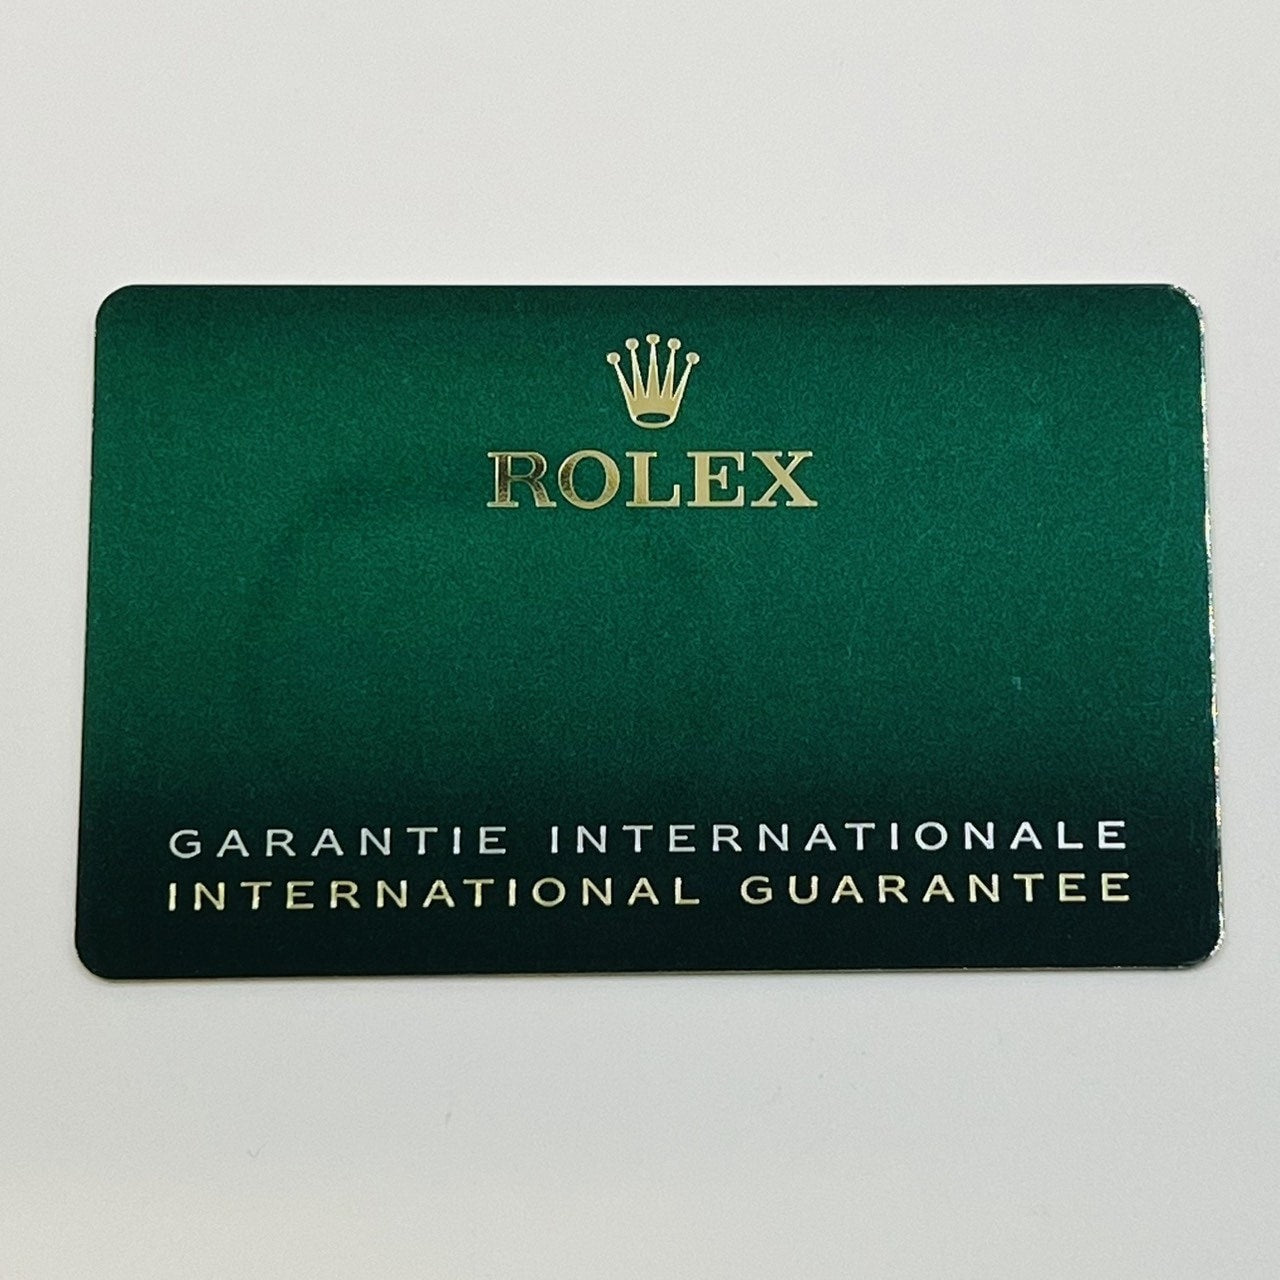 ROLEX
GARANTIE INTERNATIONALE
INTERNATIONAL GUARANTEE